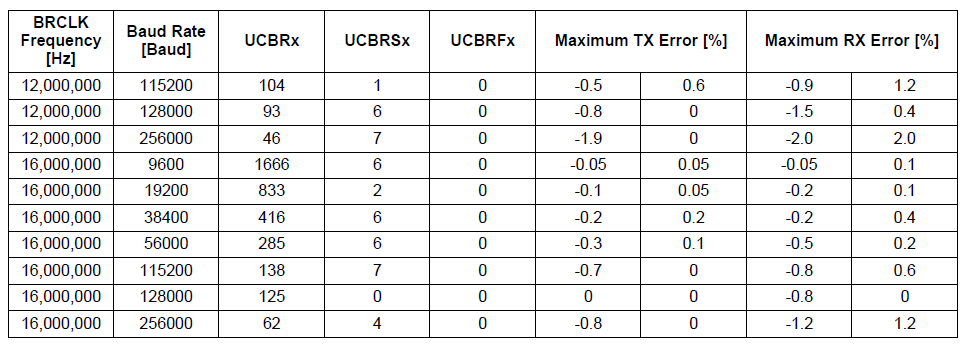 BRCLK Frequency [Hz] Baud Rate [Baud] UCBRx UCBRSx UCBRFx Maximum TX Error [%] Maximum RX Error [%]
12,000,000 115200 104 1 0 -0.5 0.6 -0.9 1.2
12,000,000 128000 93 6 0 -0.8 0 -1.5 0.4
12,000,000 256000 46 7 0 -1.9 0 -2.0 2.0
16,000,000 9600 1666 6 0 -0.05 0.05 -0.05 0.1
16,000,000 19200 833 2 0 -0.1 0.05 -0.2 0.1
16,000,000 38400 416 6 0 -0.2 0.2 -0.2 0.4
16,000,000 56000 285 6 0 -0.3 0.1 -0.5 0.2
16,000,000 115200 138 7 0 -0.7 0 -0.8 0.6
16,000,000 128000 125 0 0 0 0 -0.8 0
16,000,000 256000 62 4 0 -0.8 0 -1.2 1.2